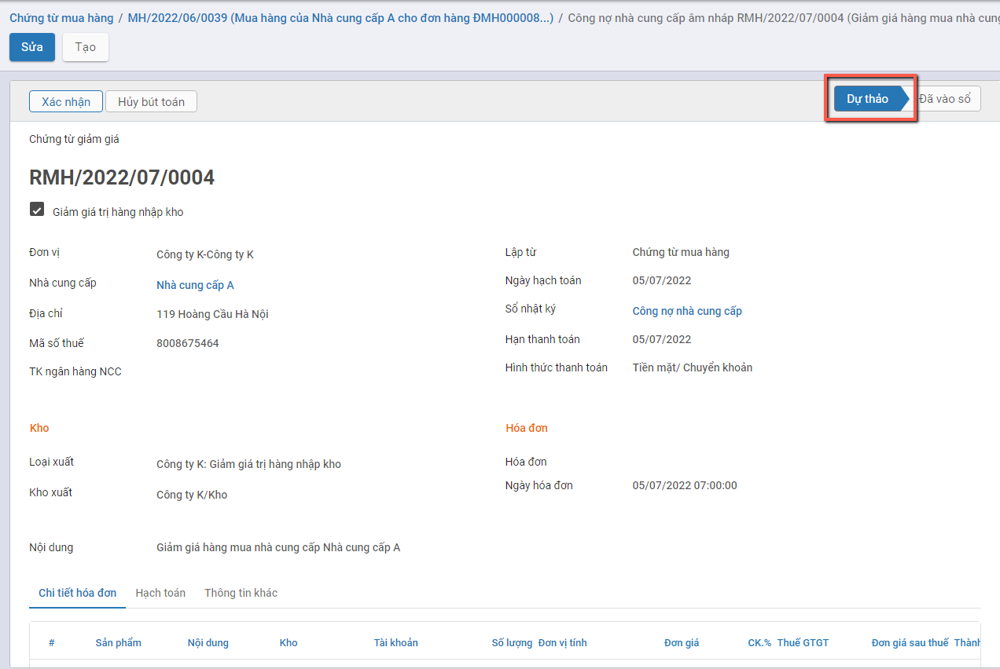 Chứng từ mua hàng / MH/2022/06/0039 (Mua hàng của Nhà cung cấp A cho đơn hàng ĐMH000008...) / Công nợ nhà cung cấp âm nháp RMH/2022/07/0004 (Giảm giá hàng mua nhà cung
Sửa Tạo
Xác nhận Hủy bút toán Dự thảo Đã vào sổ
Chứng từ giảm giá
RMH/2022/07/0004
Giảm giá trị hàng nhập kho
Đơn vị Công ty K-Công ty K Lập từ Chứng từ mua hàng
Nhà cung cấp Nhà cung cấp A Ngày hạch toán 05/07/2022
Địa chỉ 119 Hoàng Cầu Hà Nội Sổ nhật ký Công nợ nhà cung cấp
Mã số thuế 8008675464 Hạn thanh toán 05/07/2022
TK ngân hàng NCC Hình thức thanh toán Tiền mặt/ Chuyển khoản
Kho Hóa đơn
Loại xuất Công ty K: Giảm giá trị hàng nhập kho Hóa đơn
Kho xuất Công ty K/Kho Ngày hóa đơn 05/07/2022 07:00:00
Nội dung Giảm giá hàng mua nhà cung cấp Nhà cung cấp A
Chi tiết hóa đơn Hạch toán Thông tin khác
# Sản phẩm Nội dung Kho Tài khoản Số lượng Đơn vị tính Đơn giá CK.% Thuế GTGT Đơn giá sau thuế Thành